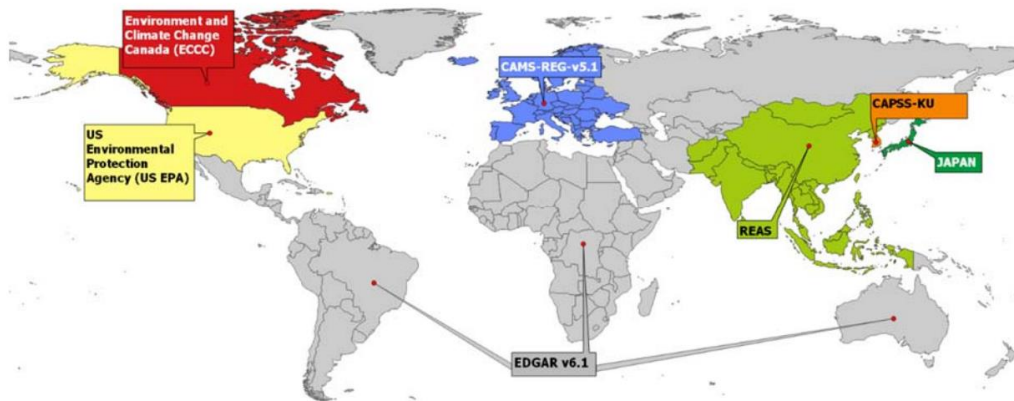 Environment and
Climate Change
Canada (ECCC)
CAMS-REG-v5.1
CAPSS-KU
US
Environmental
Protection
Agency (US EPA)
JAPAN
REAS
EDGAR v6.1